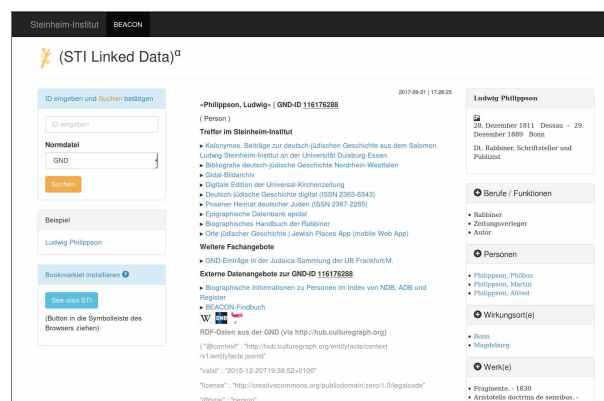 Steinheim-Institut BEACON
(STI Linked Data)α
ID eingeben und Suchen betätigen
ID eingeben
Normdatei
GND
Suchen
Beispiel
Ludwig Philippson
Bookmarklet installieren
See-also STI
(Button in die Symbolleiste des
Browsers ziehen)
2017-09-21 | 17:26:23
»Philippson, Ludwig« | GND-ID 116176288
( Person )
Treffer im Steinheim-Institut
▸ Kalonymos. Beiträge zur deutsch-jüdischen Geschichte aus dem Salomon
Ludwig Steinheim-Institut an der Universität Duisburg-Essen
▸ Bibliografie deutsch-jüdische Geschichte Nordrhein-Westfalen
▸ Gidal-Bildarchiv
▸ Digitale Edition der Universal-Kirchenzeitung
▸ Deutsch-jüdische Geschichte digital (ISSN 2363-6343)
▸ Posener Heimat deutscher Juden (ISSN 2367-2285)
▸ Epigraphische Datenbank epidat
▸ Biographisches Handbuch der Rabbiner
▸ Orte jüdischer Geschichte | Jewish Places App (mobile Web App)
Weitere Fachangebote
▸ GND-Einträge in der Judaica-Sammlung der UB Frankfurt/M.
Externe Datenangebote zur GND-ID 116176288
▸ Biographische Informationen zu Personen im Index von NDB, ADB und
Register
▸ BEACON-Findbuch
W
RDF-Daten aus der GND (via http://hub.culturegraph.org)
{ "@context" : "http://hub.culturegraph.org/entityfacts/context
/v1/entityfacts.jsonld"
"valid" : "2015-12-20T19:38:52+0100"
"license" : "http://creativecommons.org/publicdomain/zero/1.0/legalcode"
"@type" : "person"
Ludwig Philippson
28. Dezember 1811 Dessau - 29.
Dezember 1889 Bonn
Dt. Rabbiner, Schriftsteller und
Publizist
Berufe / Funktionen
• Rabbiner
• Zeitungsverleger
• Autor
Personen
• Philippson, Phöbus
• Philippson, Martin
• Philippson, Alfred
Wirkungsort(e)
• Bonn
• Magdeburg
Werk(e)
• Fragmente. - 1830
• Aristotelis doctrina de sensibus. -